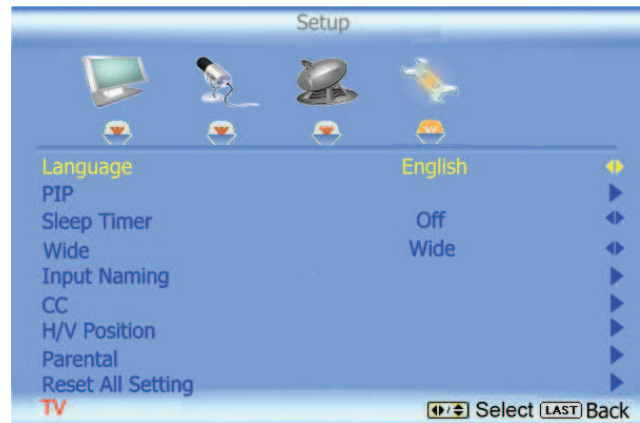 Setup
Language English
PIP
Sleep Timer Off
Wide Wide
Input Naming
CC
H/V Position
Parental
Reset All Setting
TV Select LAST Back